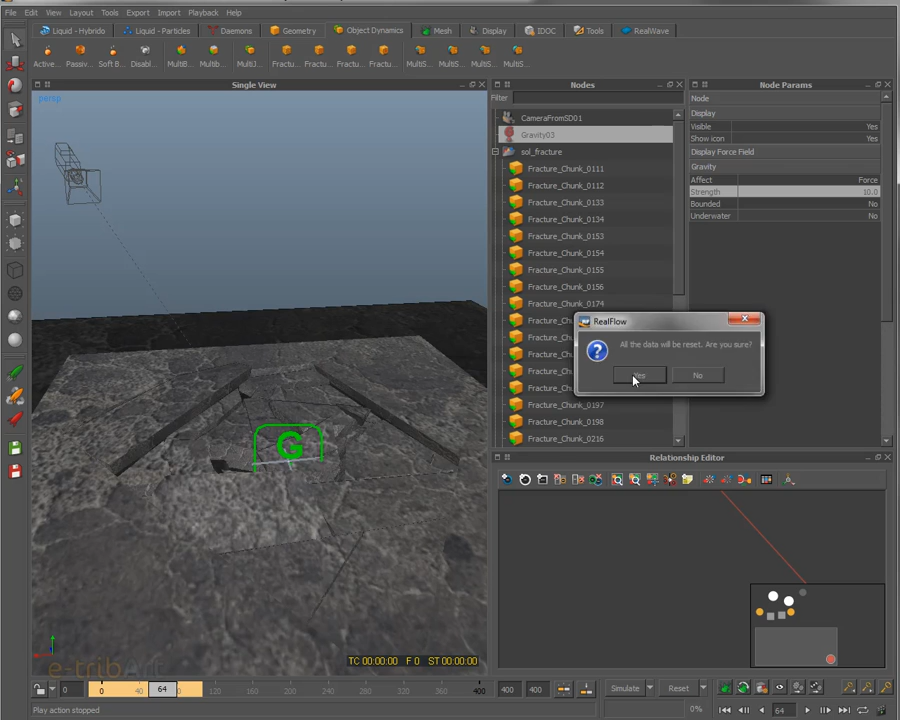 File Edit Layout Tools Export Import Playback Help
Liquid - Hybrido Liquid - Particles Daemons Geometry Object Dynamics Mesh Display IDOC Tools RealWave
Active... Passiv... Soft B... Disabl... MultiB Multib MultiJ Fractu Fractu... Fractu... Fractu... MultiS MultiS... MultiS... MultiS...
Single View
Nodes
Node Params
persp
Filter
Node
CameraFromSD01
Display
Gravity03
Visible Yes
Show icon Yes
sol_fracture
Display Force Field
Fracture_Chunk_0111
Gravity
Affect Force
Fracture_Chunk_0112
Strength 10.0
Fracture_Chunk_0133
Bounded No
Fracture_Chunk_0134
Underwater No
Fracture_Chunk_0153
Fracture_Chunk_0154
Fracture_Chunk_0155
Fracture_Chunk_0156
Fracture_Chunk_0174
RealFlow
All the data will be reset. Are you sure?
Yes No
Fracture_Chunk_0197
Fracture_Chunk_0198
Fracture_Chunk_0216
G
Relationship Editor
e-tribArt
TC 00:00:00 F 0 ST 00:00:00
0 0 40 64 80 120 160 200 240 280 320 360 400 400 400 Simulate Reset
Play action stopped
0% 64